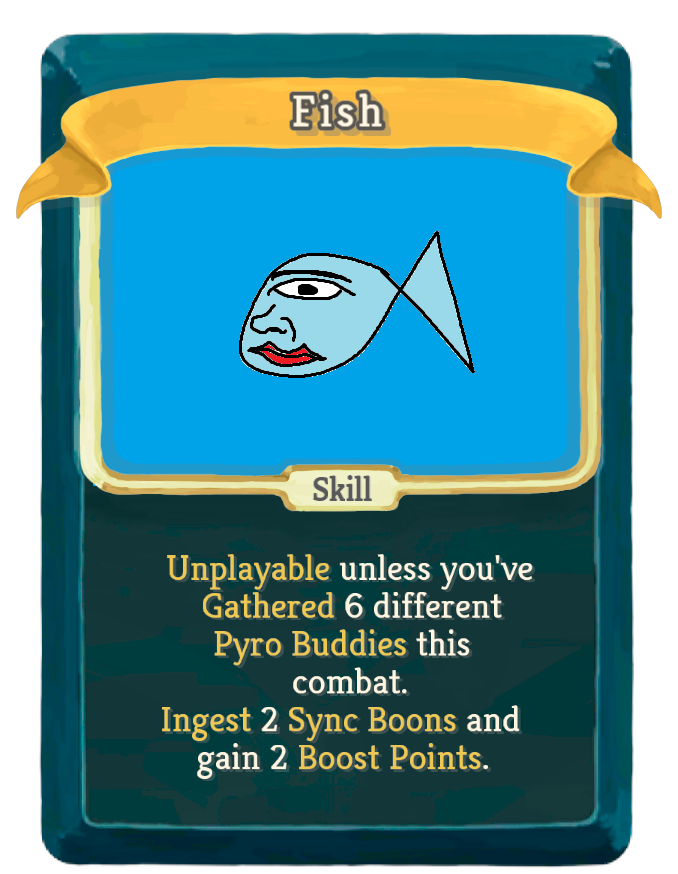 Fish
Skill
Unplayable unless you've
Gathered 6 different
Pyro Buddies this
combat.
Ingest 2 Sync Boons and
gain 2 Boost Points.